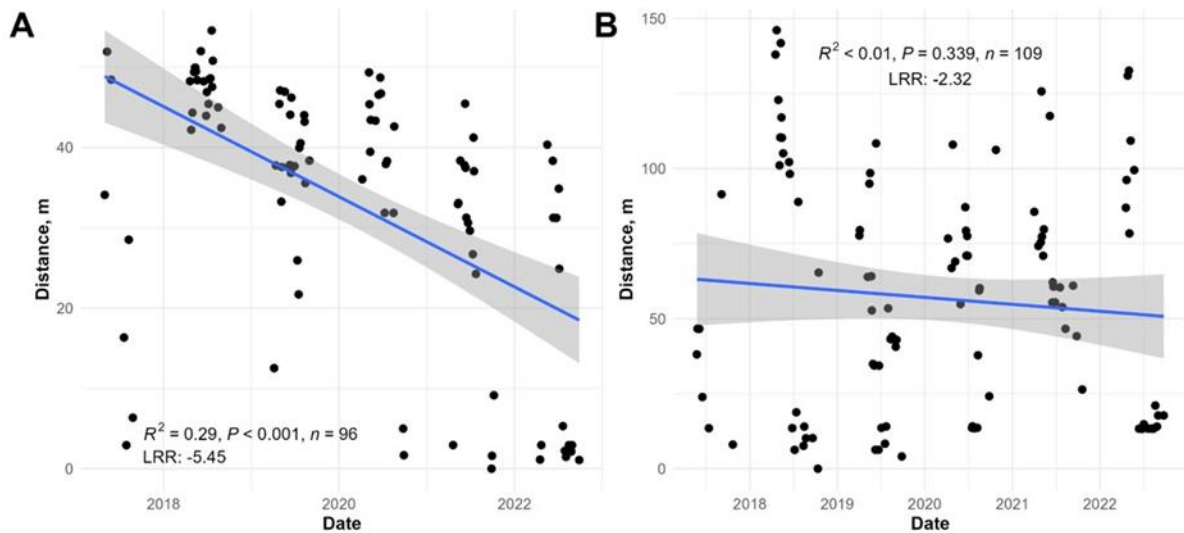 A
Distance, m
40
20
0
R² = 0.29, P < 0.001, n = 96
LRR: -5.45
2018
2020
2022
Date
B
Distance, m
150
100
50
0
R² < 0.01, P = 0.339, n = 109
LRR: -2.32
2018
2019
2020
2021
2022
Date